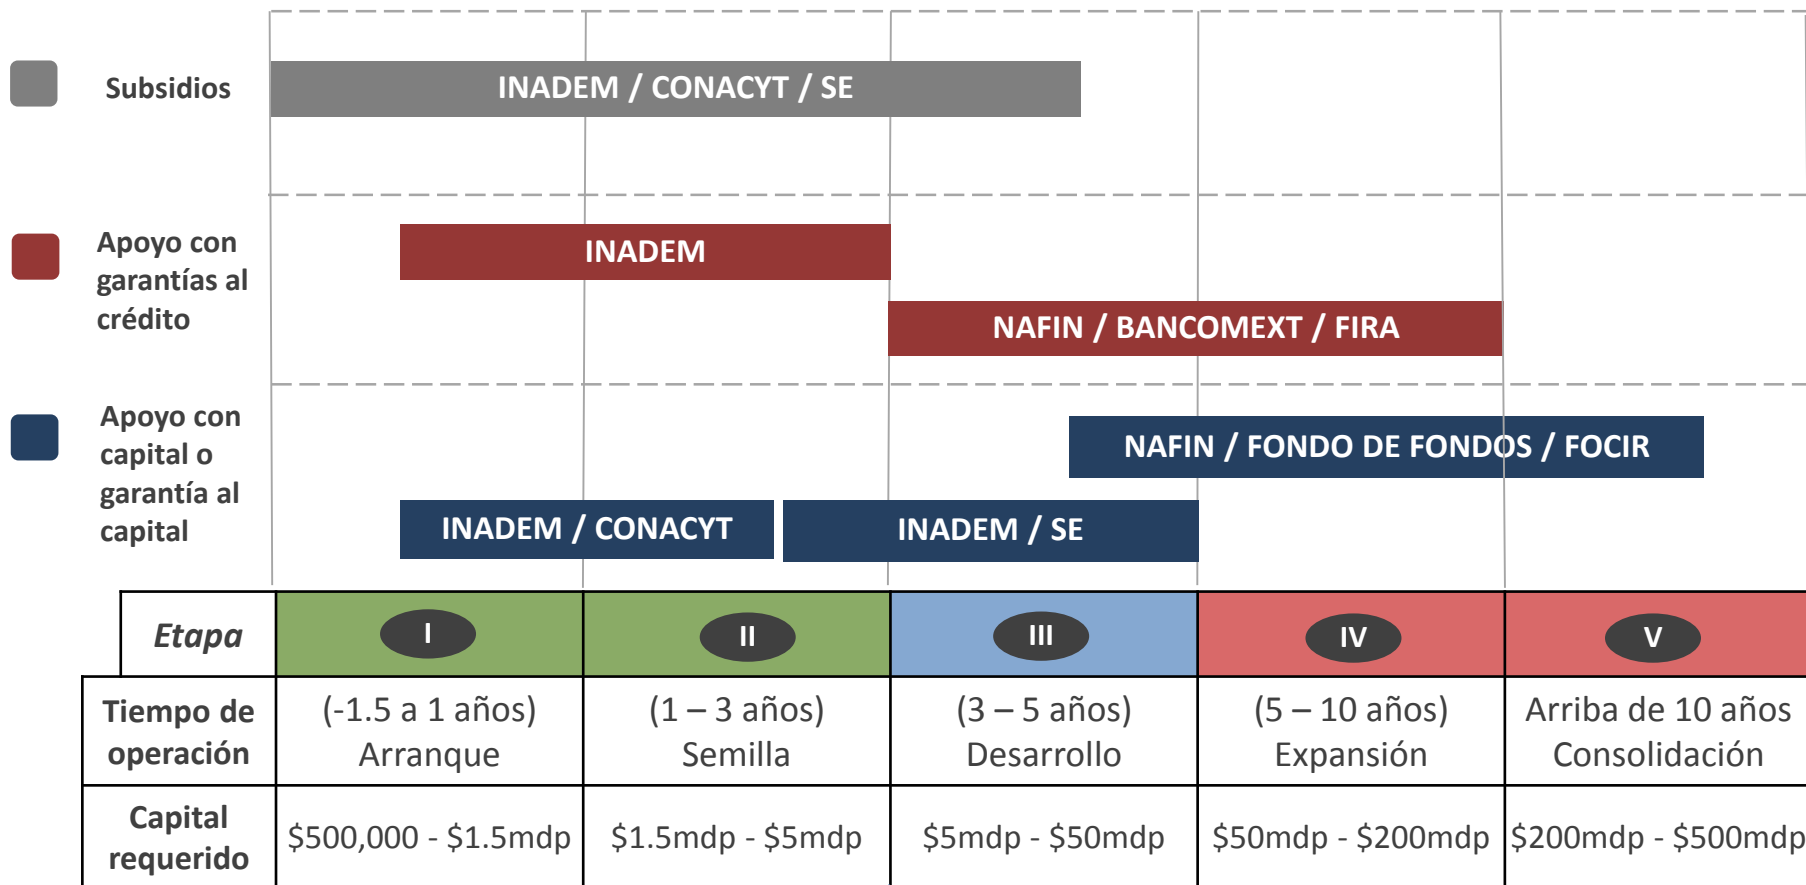 Subsidios
INADEM / CONACYT / SE
Apoyo con
garantías al
crédito
INADEM
NAFIN / BANCOMEXT / FIRA
Apoyo con
capital o
garantía al
capital
NAFIN / FONDO DE FONDOS / FOCIR
INADEM / CONACYT
INADEM / SE
Etapa
I
II
III
IV
V
Tiempo de
operación
(-1.5 a 1 años)
Arranque
(1 – 3 años)
Semilla
(3 – 5 años)
Desarrollo
(5 – 10 años)
Expansión
Arriba de 10 años
Consolidación
Capital
requerido
$500,000 - $1.5mdp
$1.5mdp - $5mdp
$5mdp - $50mdp
$50mdp - $200mdp
$200mdp - $500mdp